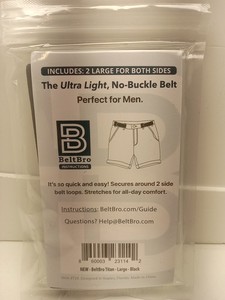 INCLUDES: 2 LARGE FOR BOTH SIDES
The Ultra Light, No-Buckle Belt
Perfect for Men.
B
BeltBro
INSTRUCTIONS
It's so quick and easy! Secures around 2 side
belt loops. Stretches for all-day comfort.
Instructions: BeltBro.com/Guide
Questions? Help@BeltBro.com
NEW - BeltBro Titan - Large - Black